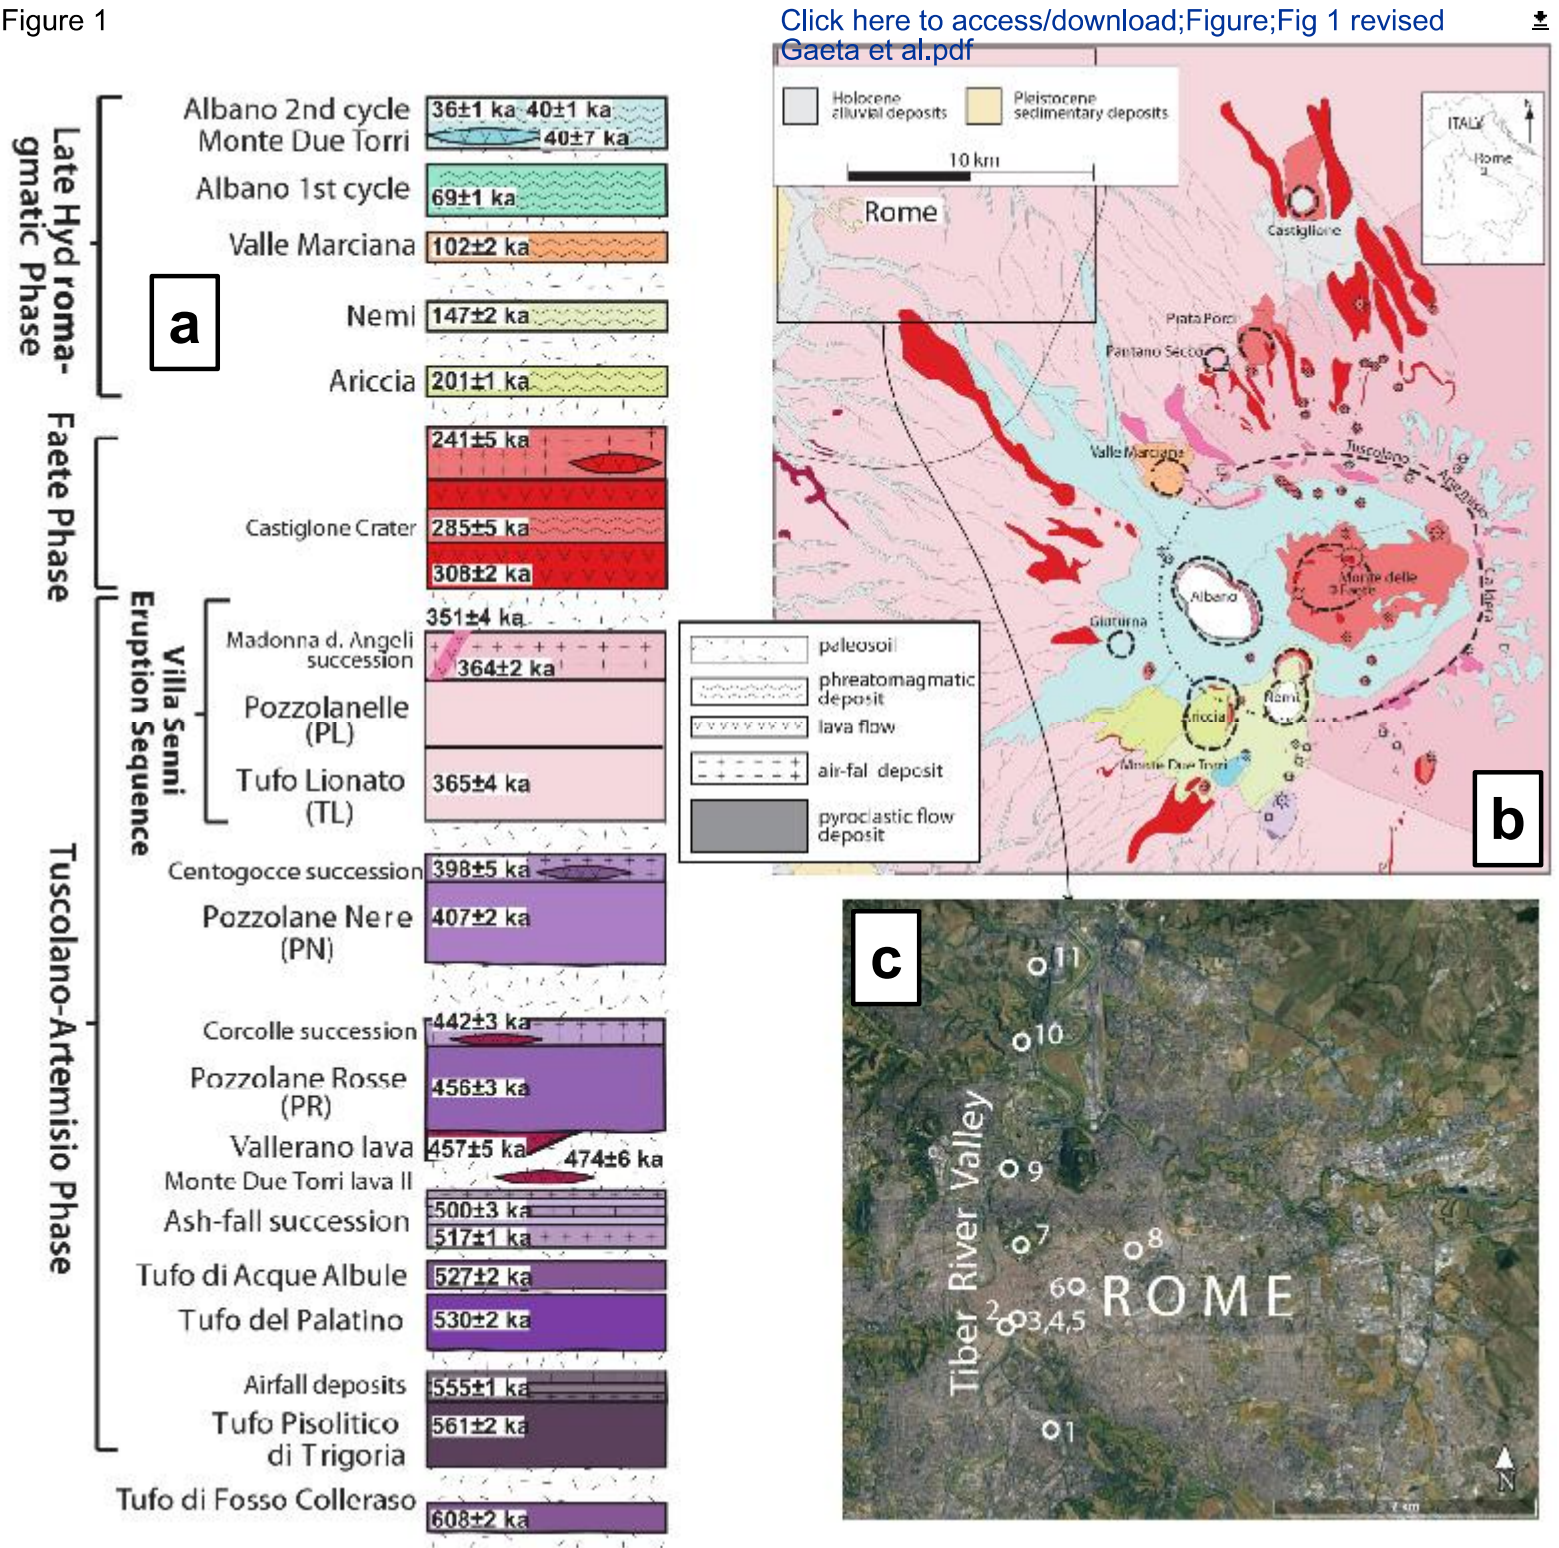 Figure 1
Click here to access/download;Figure;Fig 1 revised
Gaeta et al.pdf
Late Hyd roma-
gmatic Phase
Faete Phase
Tuscolano-Artemisio Phase
Villa Senni
Eruption Sequence
a
Albano 2nd cycle
36±1 ka 40±1 ka
Monte Due Torri
40±7 ka
Albano 1st cycle
69±1 ka
Valle Marciana
102±2 ka
Nemi
147±2 ka
Ariccia
201±1 ka
241±5 ka
Castiglone Crater
285±5 ka
308±2 ka
351±4 ka
Madonna d. Angeli
succession
364±2 ka
Pozzolanelle
(PL)
Tufo Lionato
(TL)
365±4 ka
Centogocce succession
398±5 ka
Pozzolane Nere
(PN)
407±2 ka
Corcolle succession
442±3 ka
Pozzolane Rosse
(PR)
456±3 ka
Vallerano lava
457±5 ka
474±6 ka
Monte Due Torri lava II
Ash-fall succession
500±3 ka
517±1 ka
Tufo di Acque Albule
527±2 ka
Tufo del Palatino
530±2 ka
Airfall deposits
555±1 ka
Tufo Pisolitico
di Trigoria
561±2 ka
Tufo di Fosso Colleraso
608±2 ka
paleosoil
phreatomagmatic
deposit
lava flow
air-fal deposit
pyroclastic flow
deposit
Holocene
alluvial deposits
Pleistocene
sedimentary deposits
10 km
Rome
ITALY
Rome
Castiglione
Prata Porci
Pantano Secco
Valle Marciana
Tuscolano
Artemisio
Caldera
Albano
Monte delle
Faete
Giuturna
Nemi
riccia
Monte Due Torri
b
c
11
10
9
7
8
6
ROME
2
3,4,5
1
Tiber River Valley
N
2 km